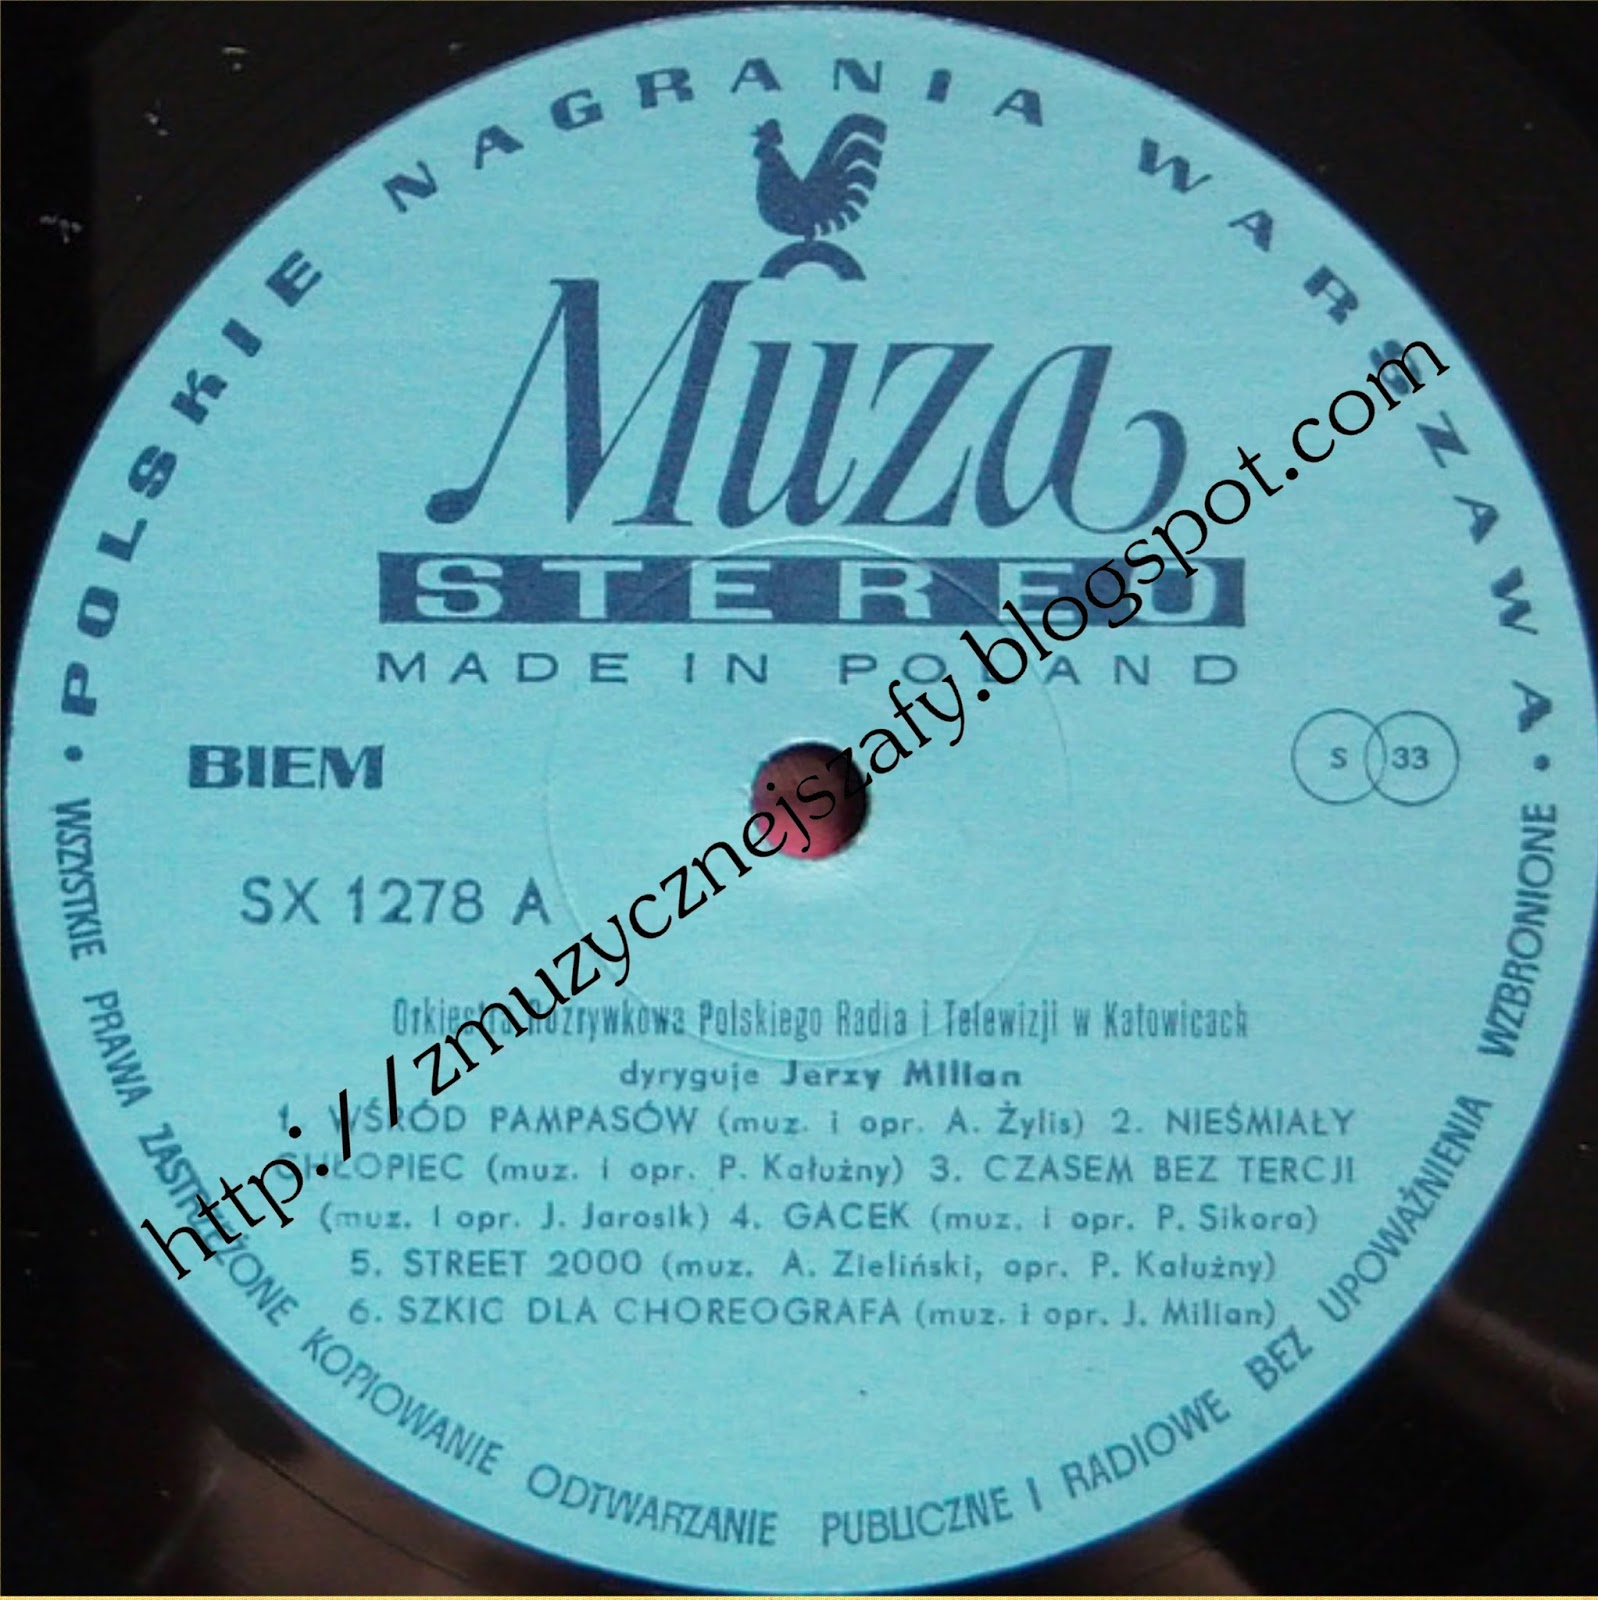 • POLSKIE NAGRANIA WARSZAWA •
Muza
STEREO
MADE IN POLAND
BIEM
S 33
SX 1278 A
Orkiestra Rozrywkowa Polskiego Radia i Telewizji w Katowicach
dyryguje Jerzy Milian
1. WŚRÓD PAMPASÓW (muz. i opr. A. Żylis) 2. NIEŚMIAŁY
CHŁOPIEC (muz. i opr. P. Kałużny) 3. CZASEM BEZ TERCJI
(muz. i opr. J. Jarosik) 4. GACEK (muz. i opr. P. Sikora)
5. STREET 2000 (muz. A. Zieliński, opr. P. Kałużny)
6. SZKIC DLA CHOREOGRAFA (muz. i opr. J. Milian)
WSZYSTKIE PRAWA ZASTRZEŻONE KOPIOWANIE ODTWARZANIE PUBLICZNE I RADIOWE BEZ UPOWAŻNIENIA WZBRONIONE
http://zmuzycznejszafy.blogspot.com